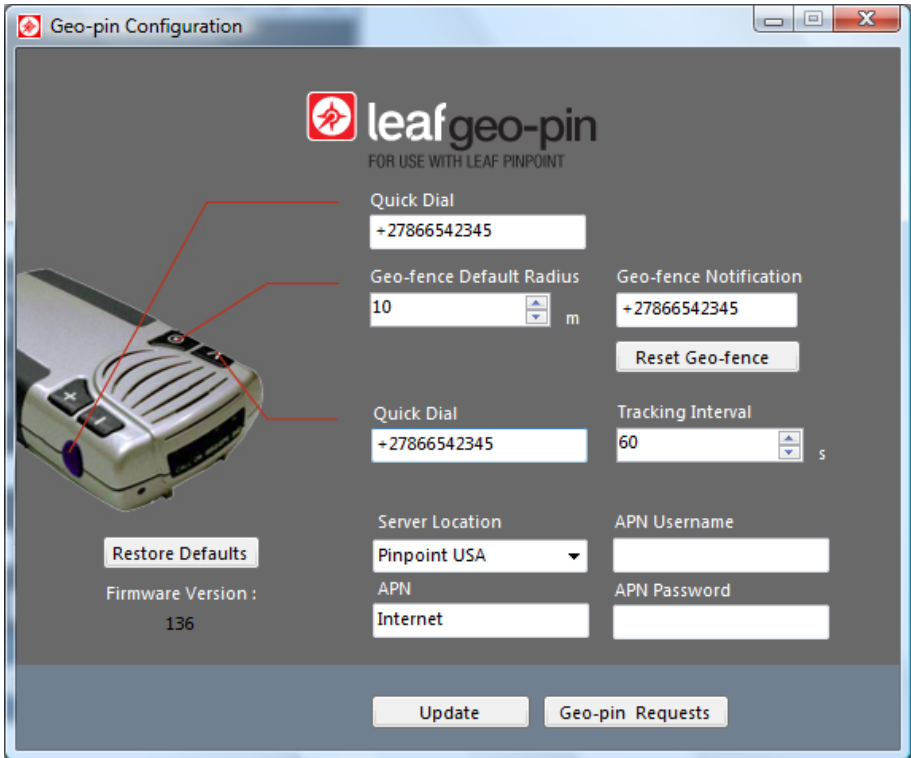 Geo-pin Configuration
leaf geo-pin
FOR USE WITH LEAF PINPOINT
Quick Dial
+27866542345
Geo-fence Default Radius
Geo-fence Notification
10
m
+27866542345
Reset Geo-fence
Quick Dial
Tracking Interval
+27866542345
60
s
Server Location
APN Username
Pinpoint USA
Restore Defaults
APN
APN Password
Firmware Version :
Internet
136
Update
Geo-pin Requests